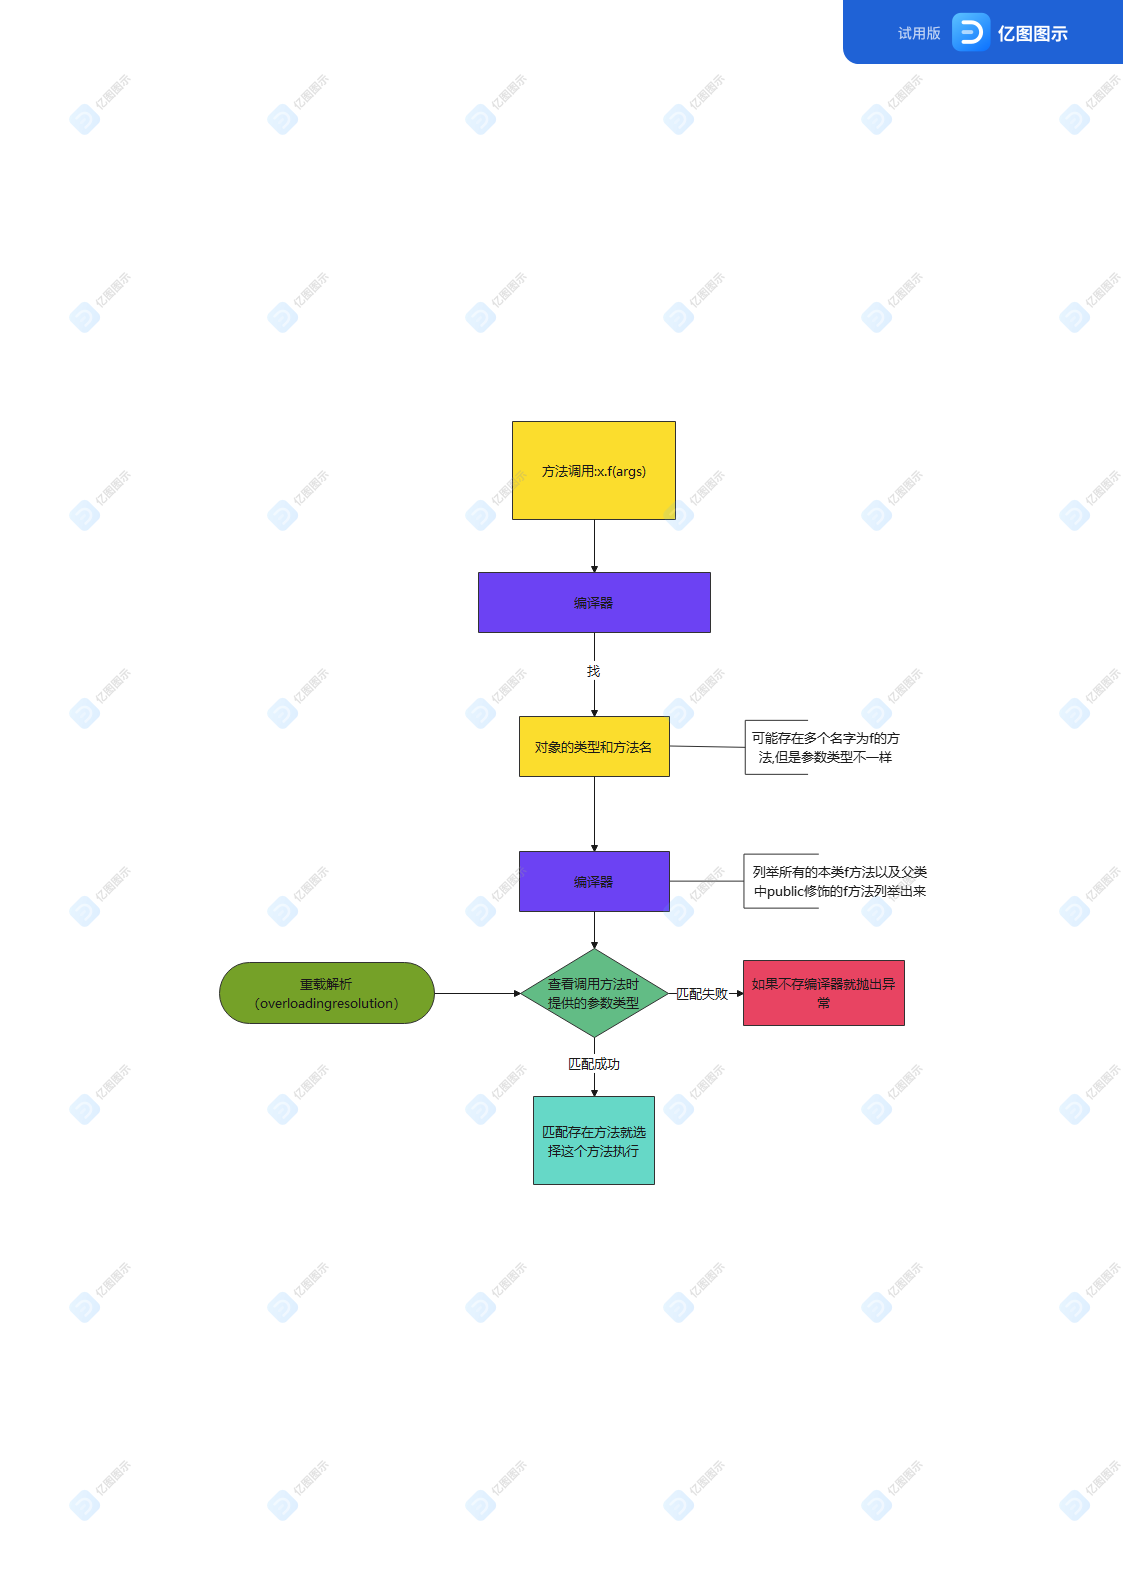 试用版 亿图图示
方法调用:x.f(args)
编译器
找
对象的类型和方法名
可能存在多个名字为f的方
法,但是参数类型不一样
编译器
列举所有的本类f方法以及父类
中public修饰的f方法列举出来
重载解析
（overloadingresolution）
查看调用方法时
提供的参数类型
匹配失败
如果不存编译器就抛出异
常
匹配成功
匹配存在方法就选
择这个方法执行